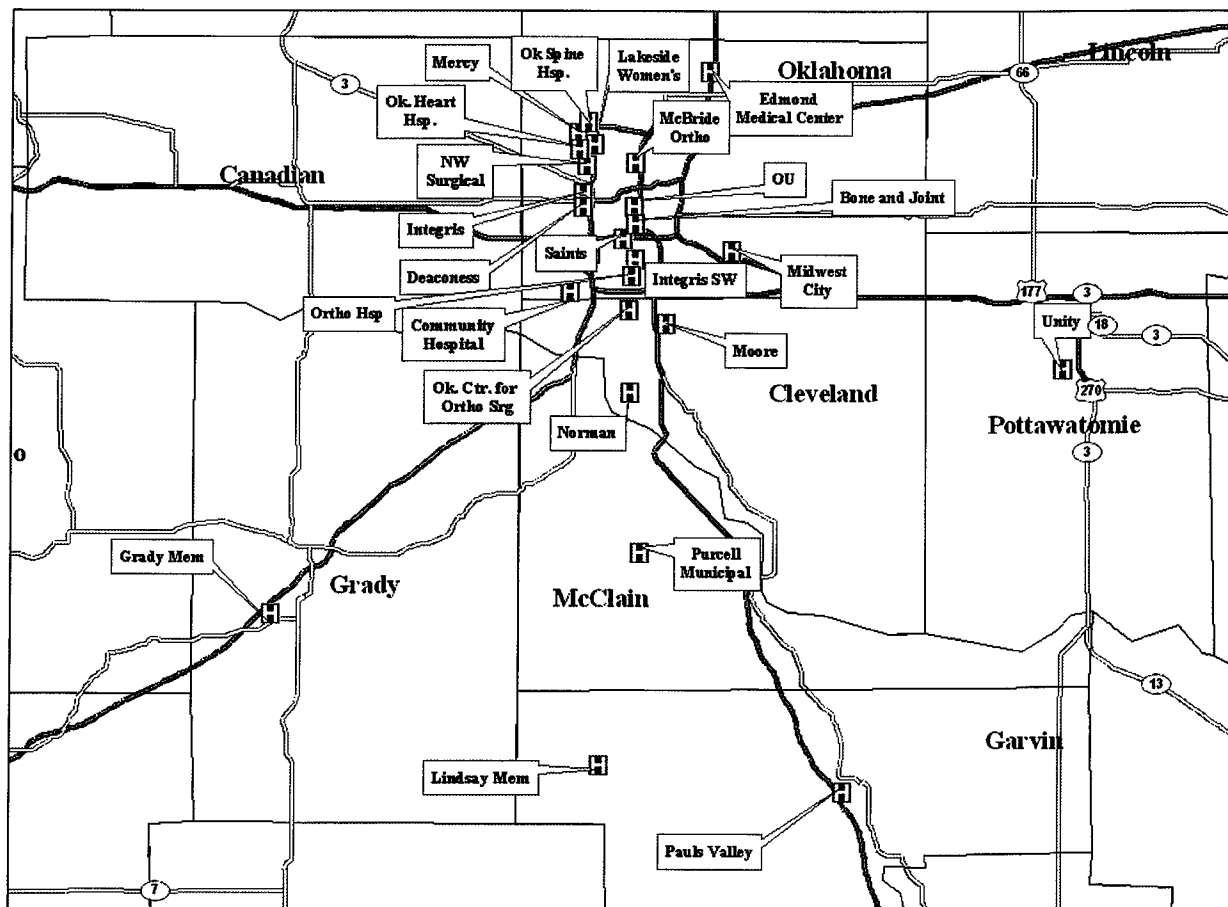 Lincoln
66
Ok Spine
Hsp.
Lakeside
Women's
Mercy
Oklahoma
3
Ok. Heart
Hsp.
Edmond
Medical Center
McBride
Ortho
NW
Surgical
Canadian
OU
Bone and Joint
Integris
Saints
Deaconess
Integris SW
Midwest
City
177
3
Ortho Hsp
Community
Hospital
Unity
18
3
Moore
Ok. Ctr. for
Ortho Srg
Cleveland
270
Norman
Pottawatomie
o
3
Grady Mem
Purcell
Municipal
Grady
McClain
13
Garvin
Lindsay Mem
Pauls Valley
7